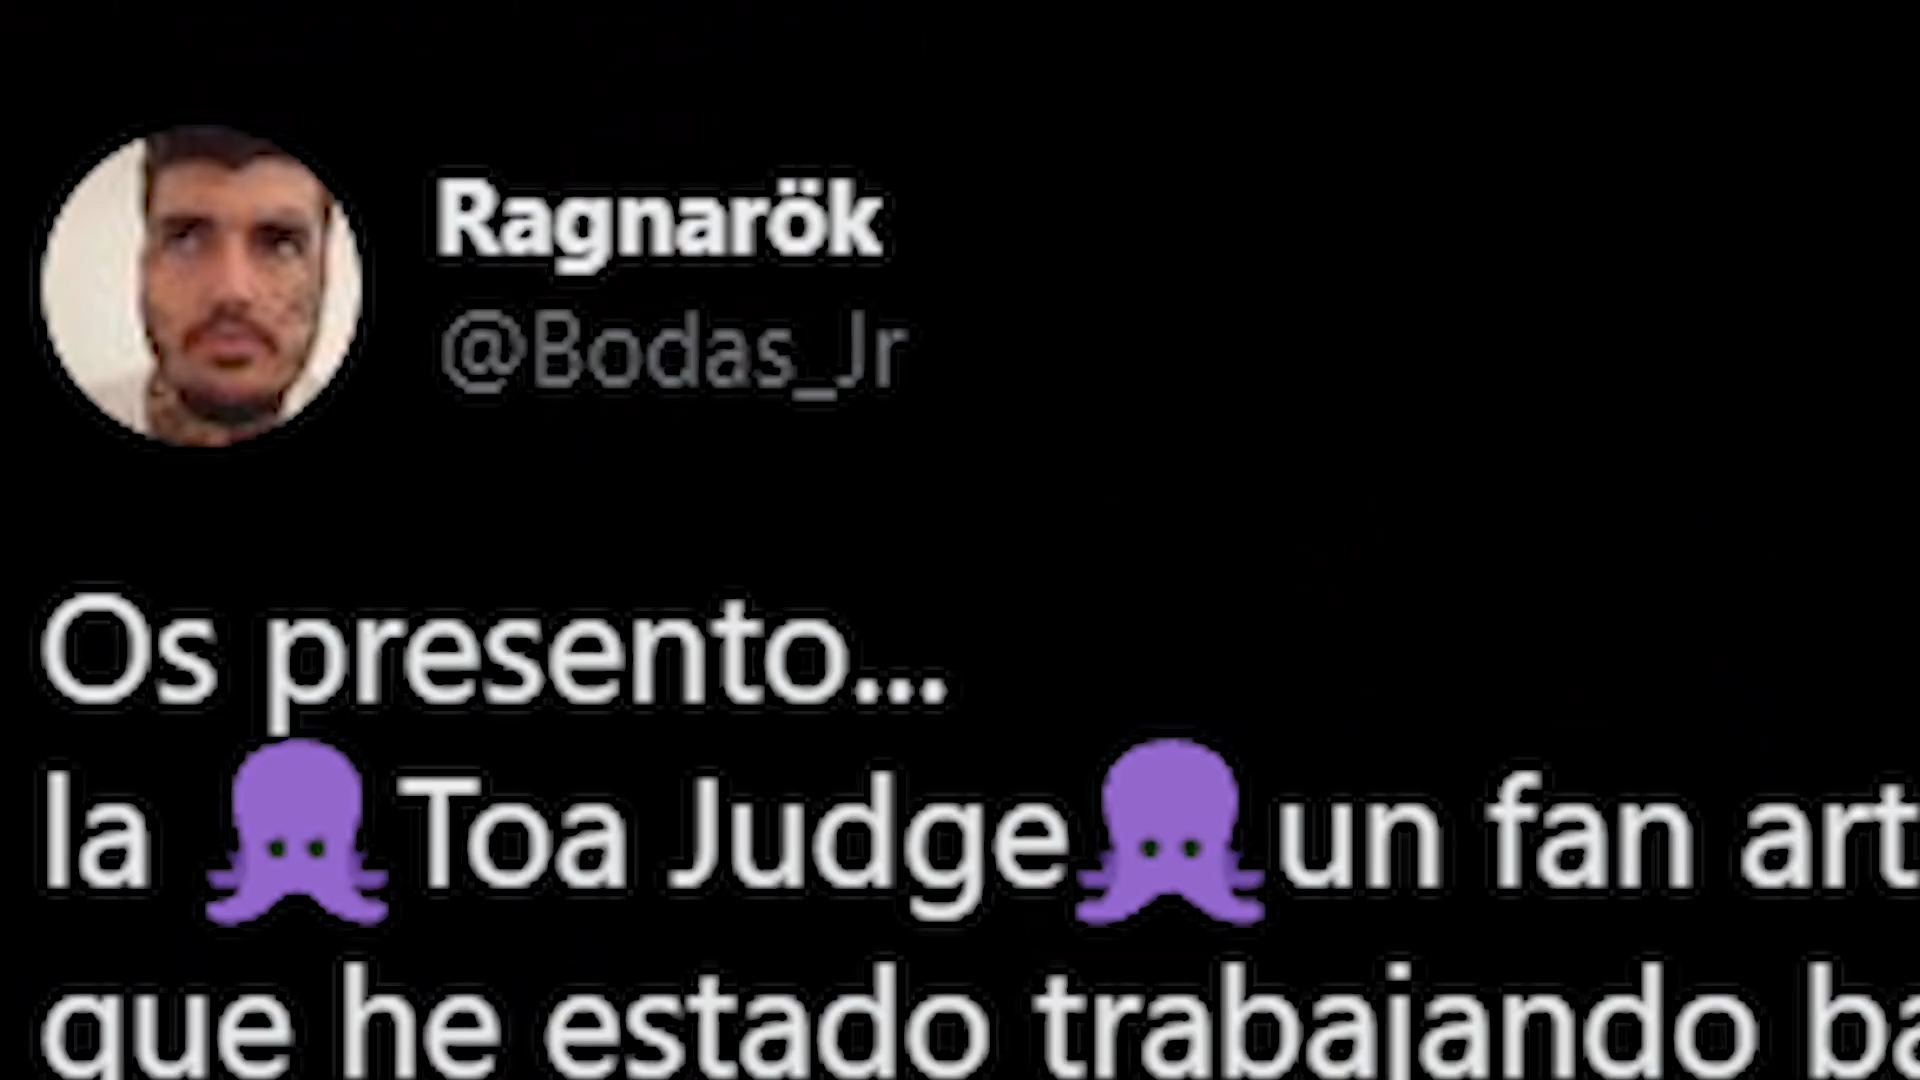 Ragnarök
@Bodas_Jr
Os presento...
la 🐙Toa Judge🐙un fan art
que he estado trabajando